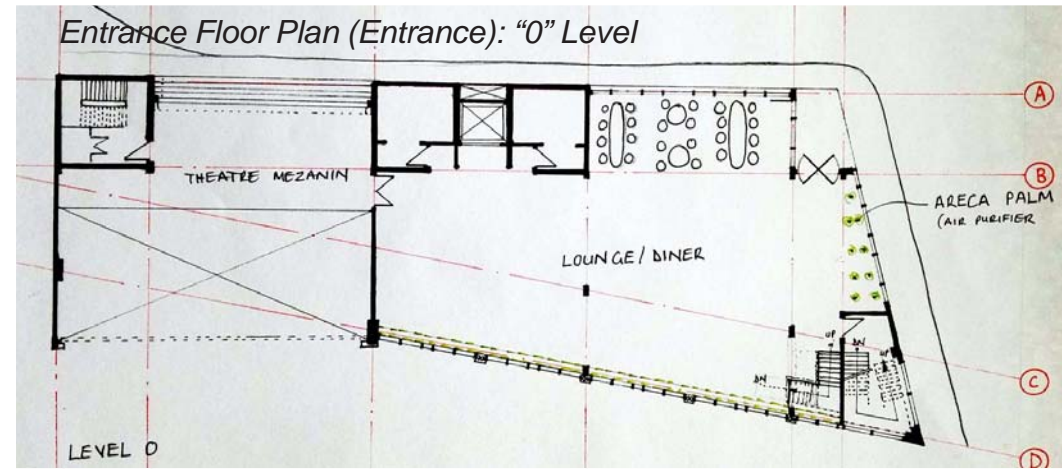 Entrance Floor Plan (Entrance): “0” Level
A
B
THEATRE MEZANIN
ARECA PALM
(AIR PURIFIER
LOUNGE/DINER
UP
DN
UP
DN
C
LEVEL 0
D